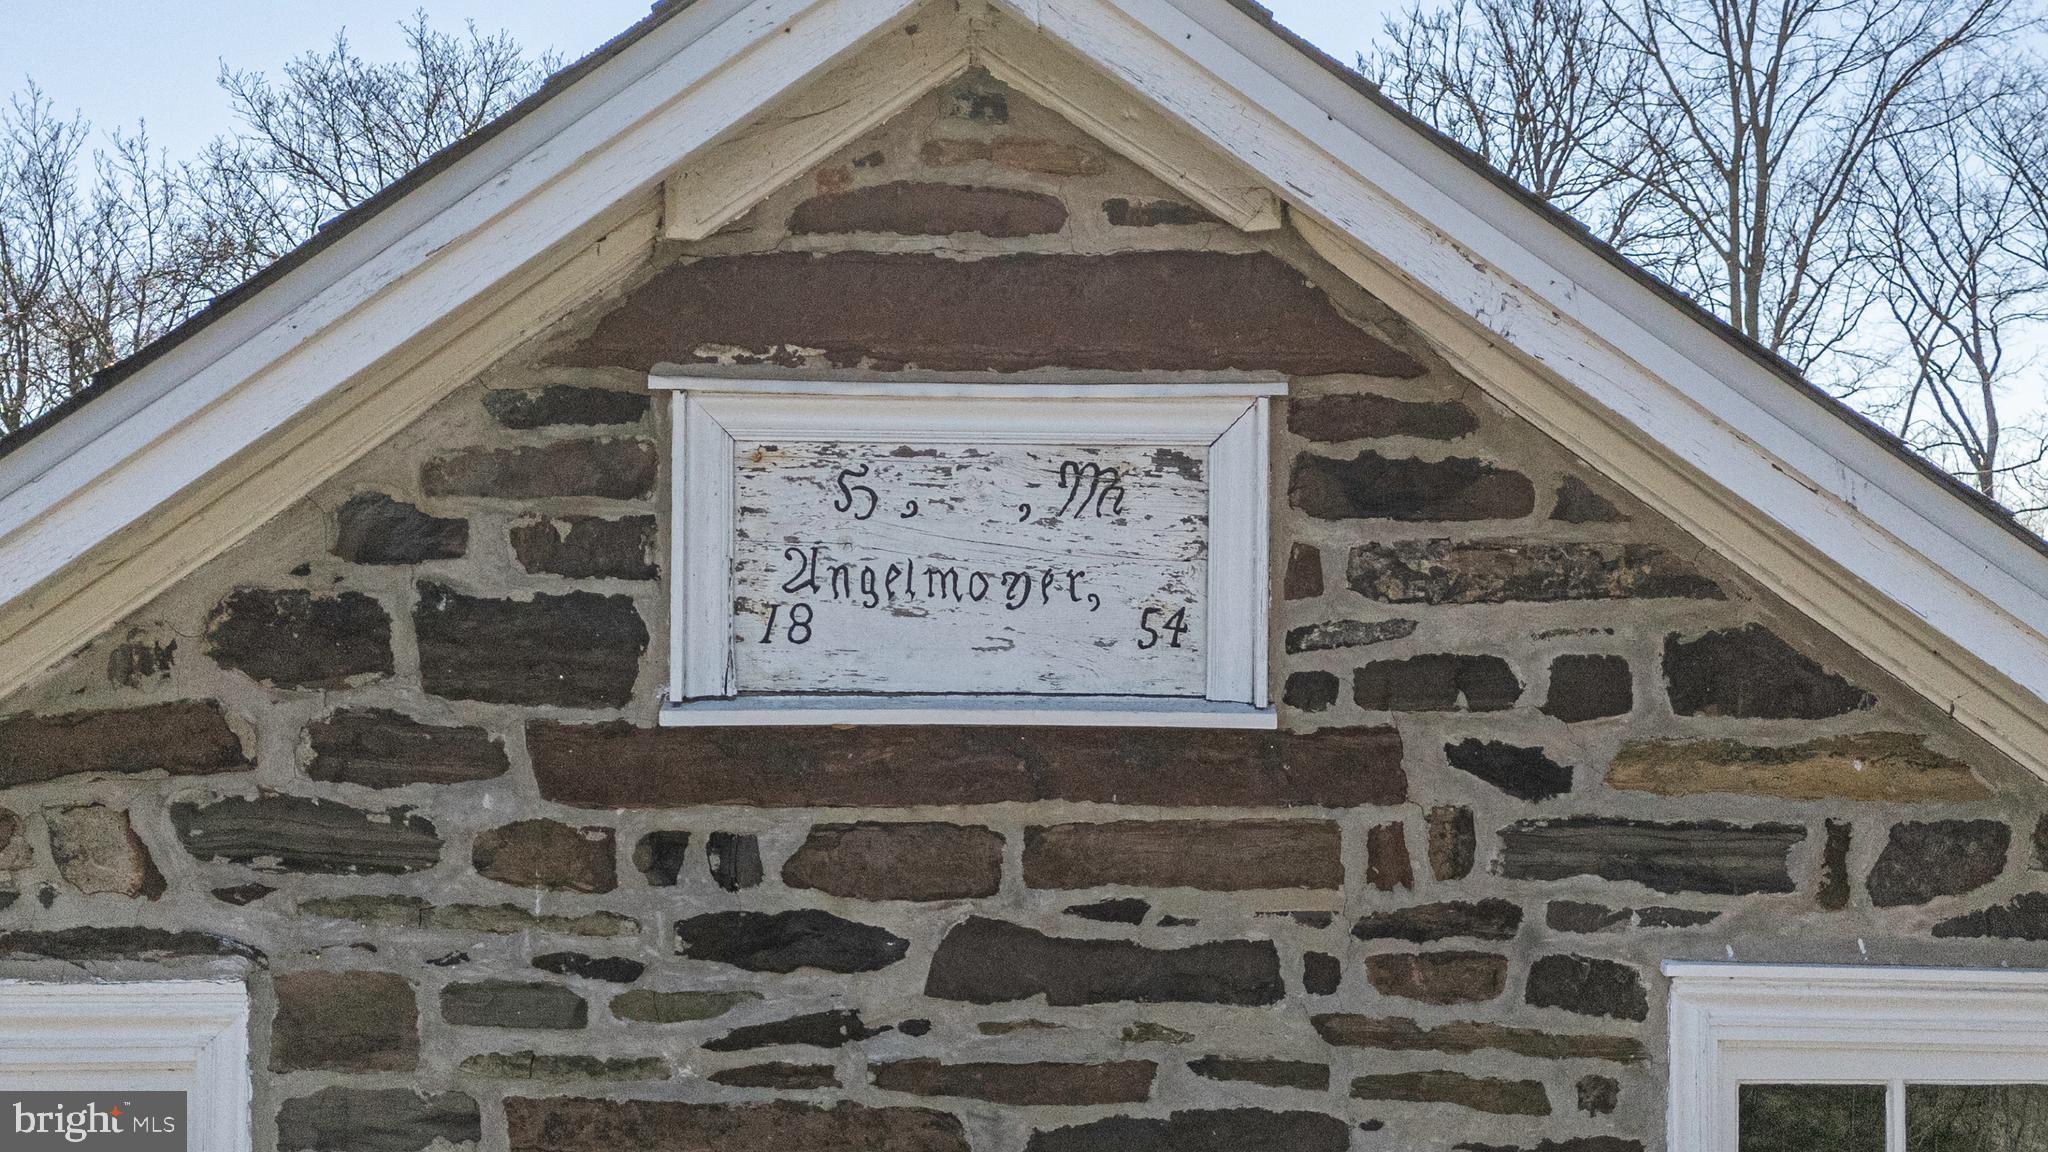 H, , M
Angelmoyer,
18 54
bright MLS